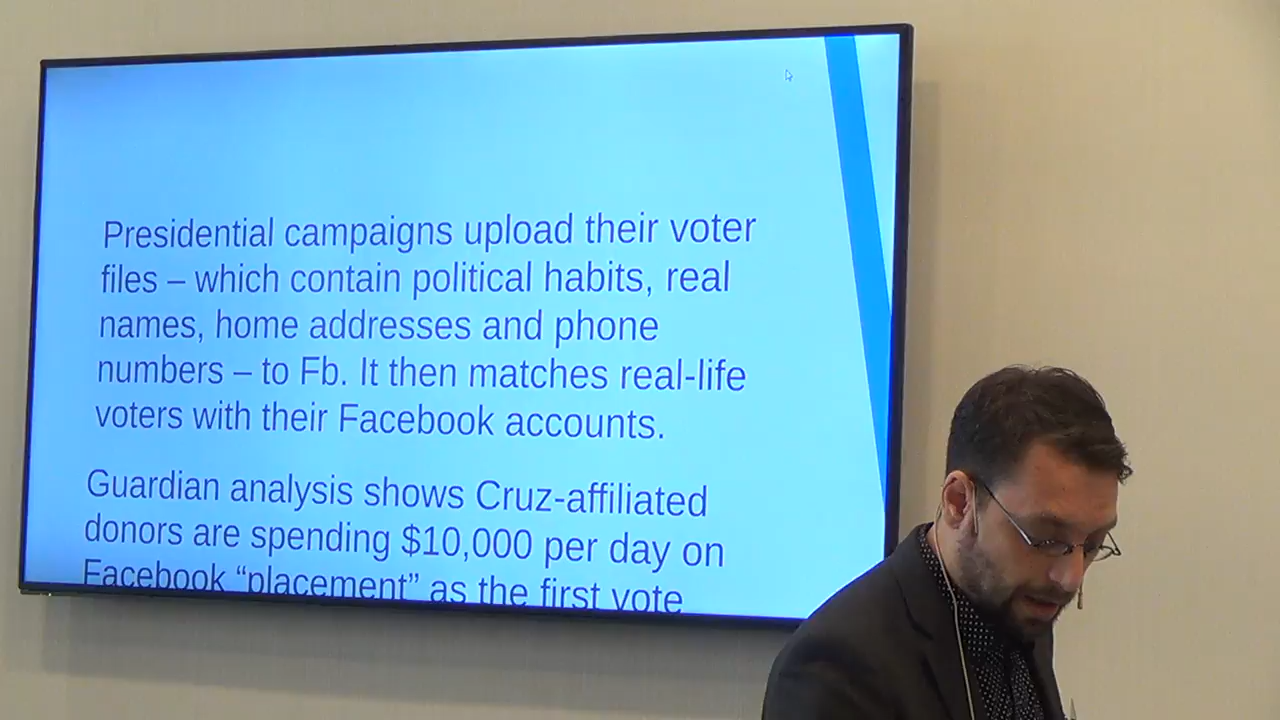 Presidential campaigns upload their voter
files – which contain political habits, real
names, home addresses and phone
numbers – to Fb. It then matches real-life
voters with their Facebook accounts.
Guardian analysis shows Cruz-affiliated
donors are spending $10,000 per day on
Facebook “placement” as the first vote